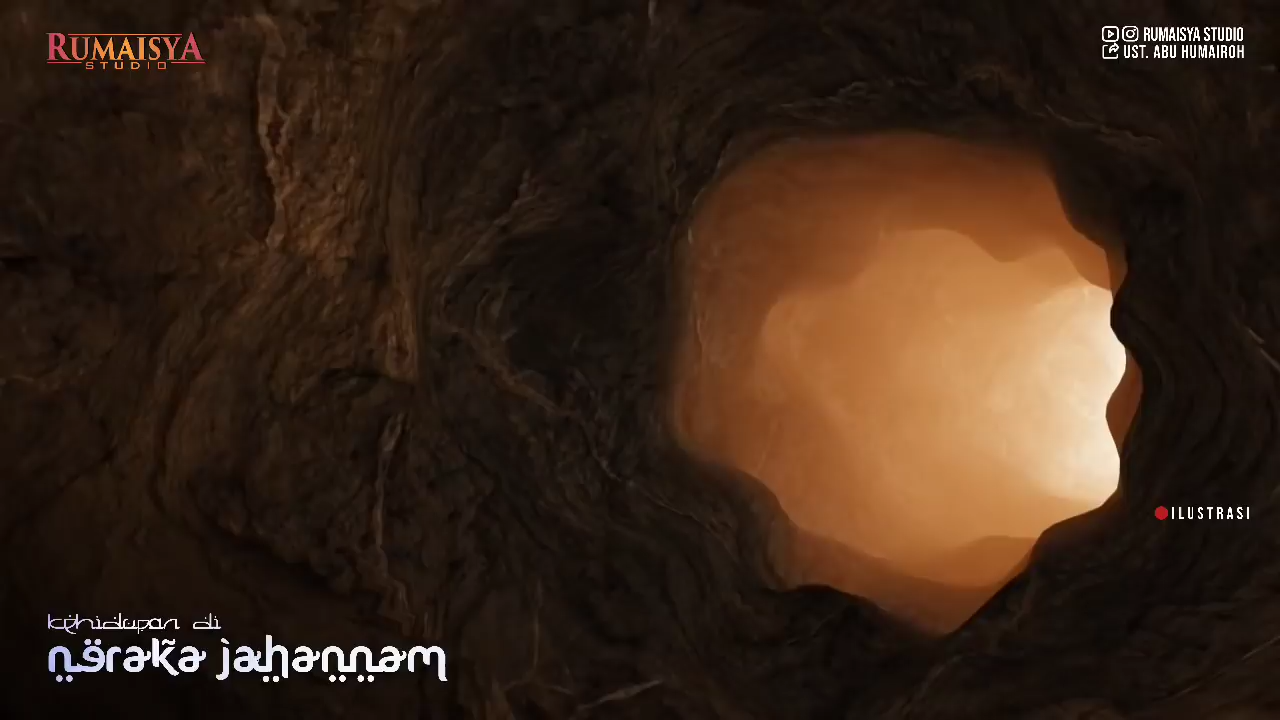 RUMAISYA
STUDIO
RUMAISYA STUDIO
UST. ABU HUMAIROH
ILUSTRASI
kehidupan di
neraka jahannam